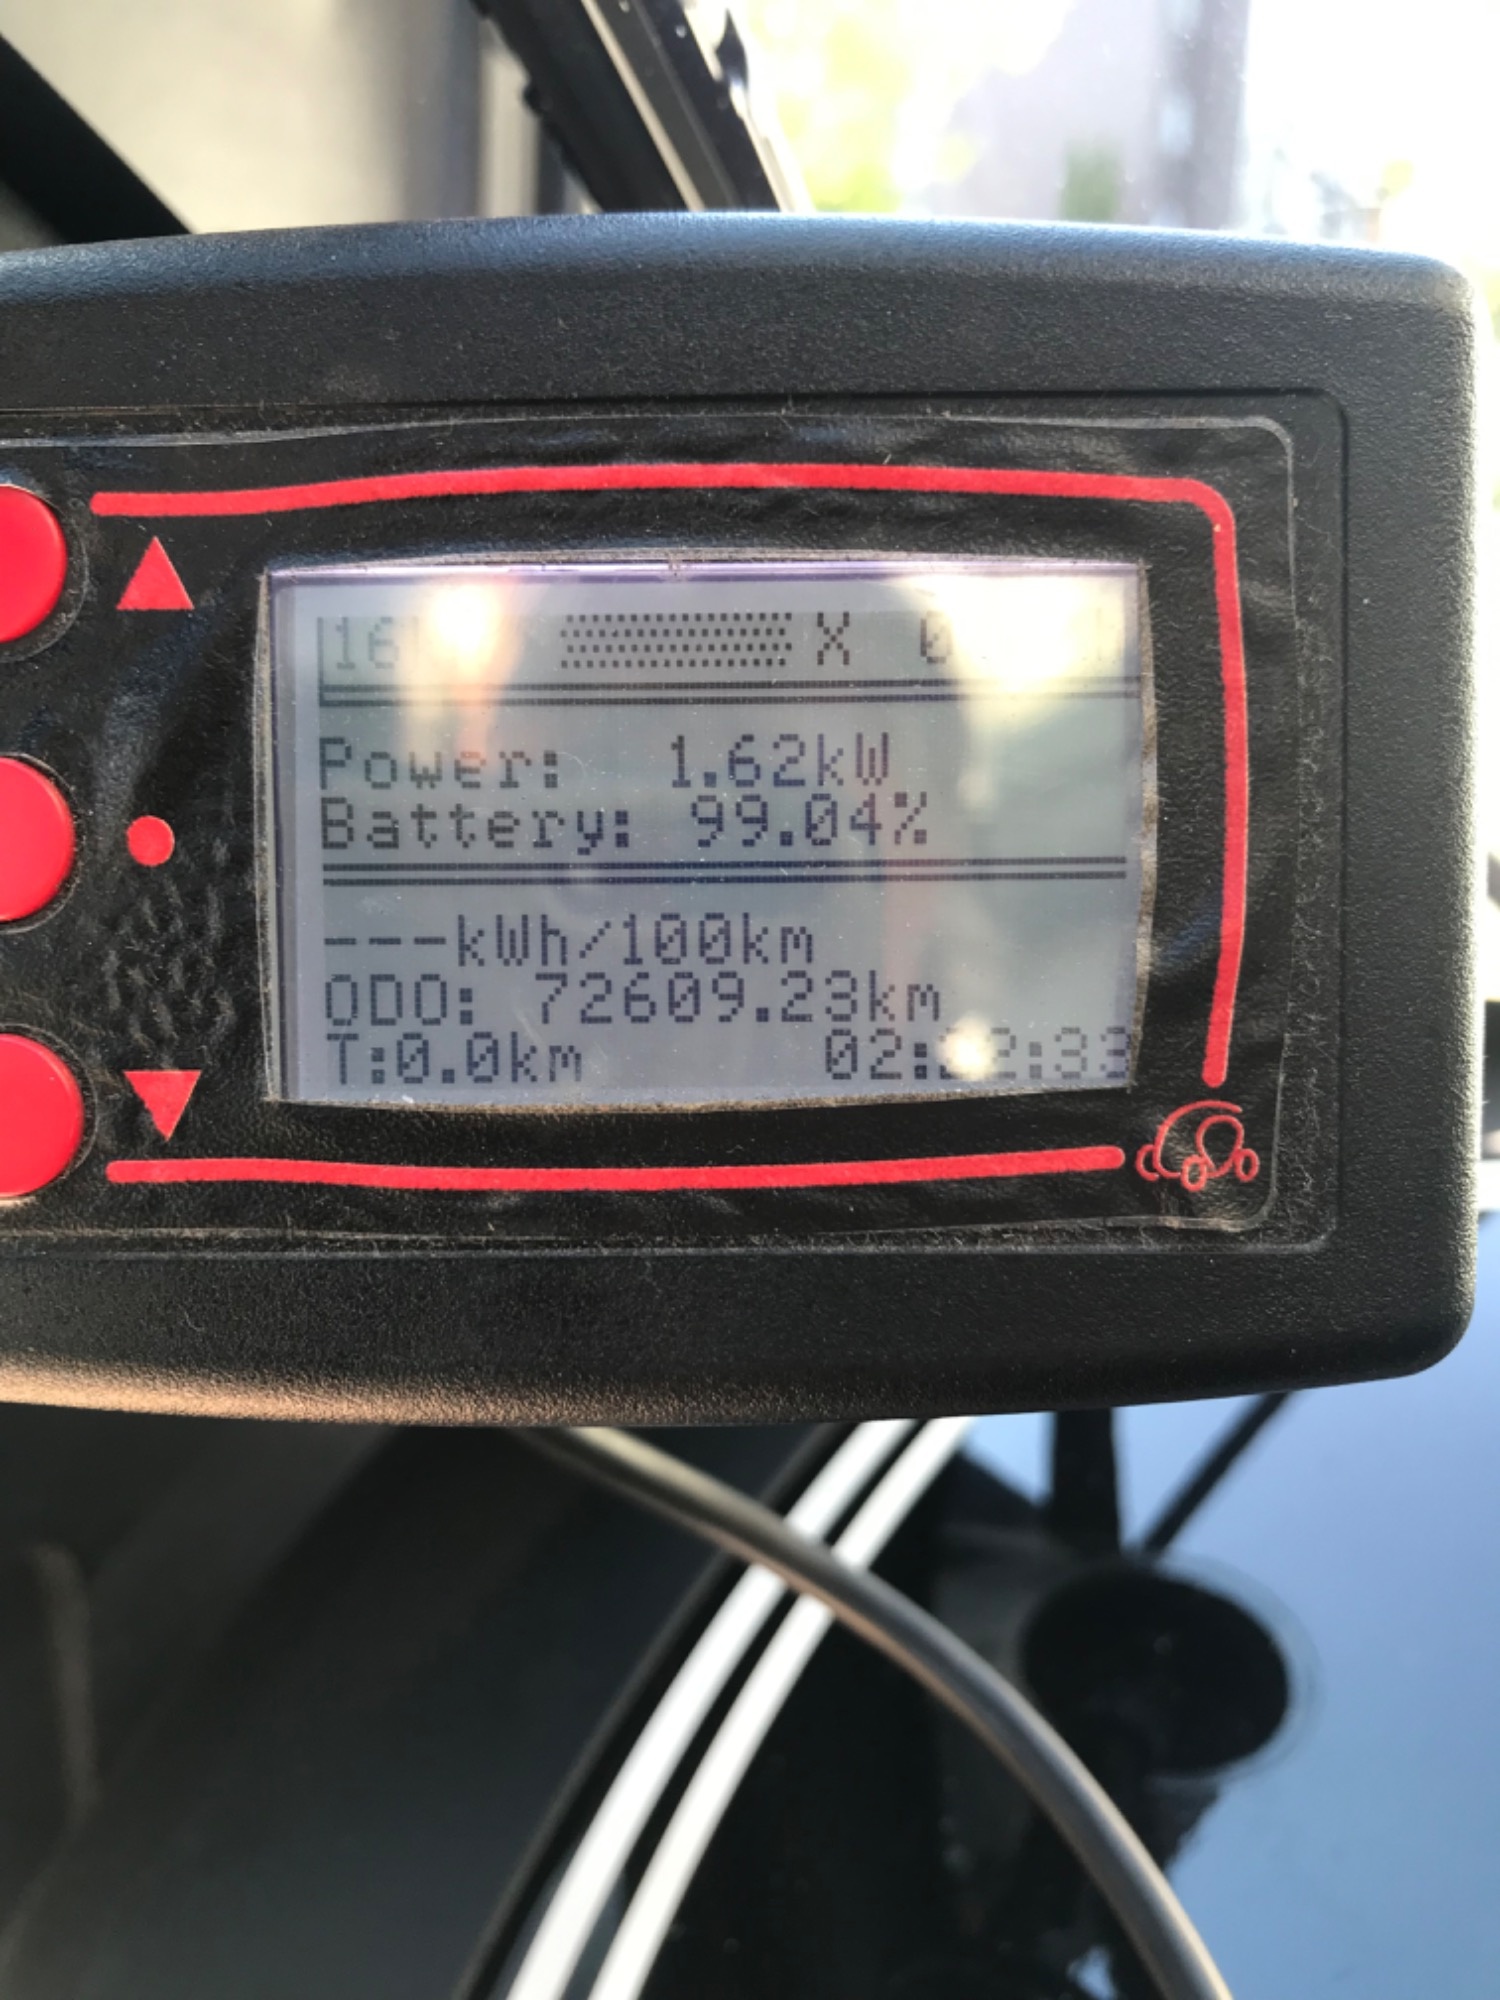 X
Power: 1.62kW
Battery: 99.04%
---kWh/100km
ODO: 72609.23km
T:0.0km